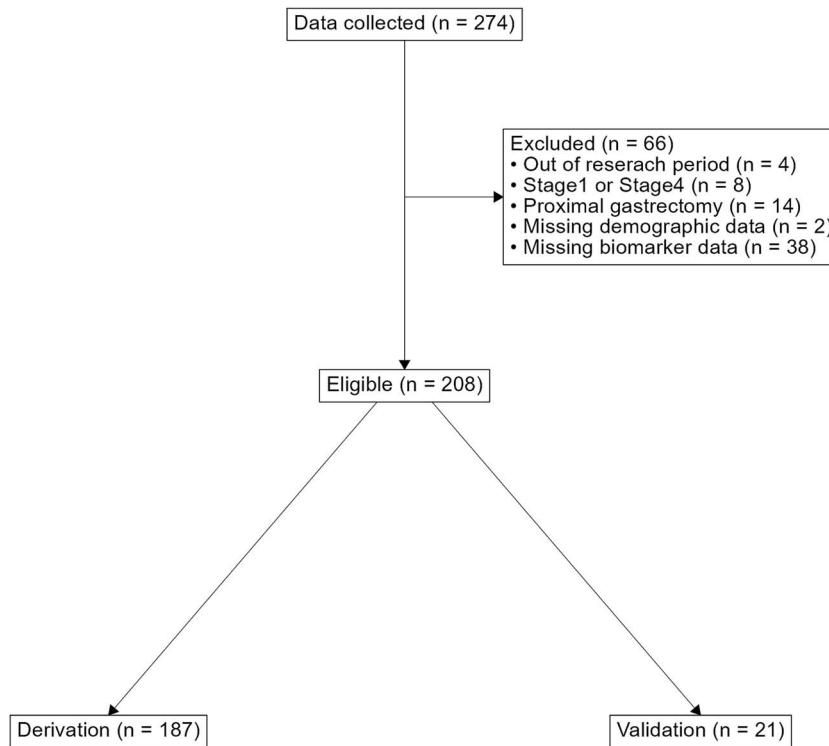 Data collected (n = 274)
Excluded (n = 66)
• Out of reserach period (n = 4)
• Stage1 or Stage4 (n = 8)
• Proximal gastrectomy (n = 14)
• Missing demographic data (n = 2)
• Missing biomarker data (n = 38)
Eligible (n = 208)
Derivation (n = 187)
Validation (n = 21)